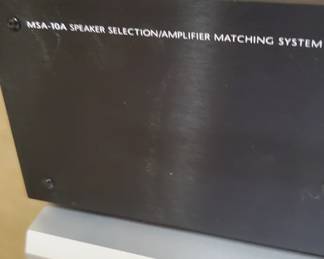 MSA-10A SPEAKER SELECTION/AMPLIFIER MATCHING SYSTEM